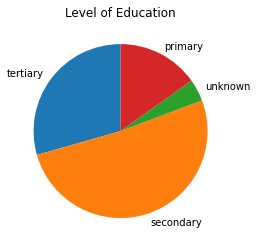 Level of Education
primary
tertiary
unknown
secondary